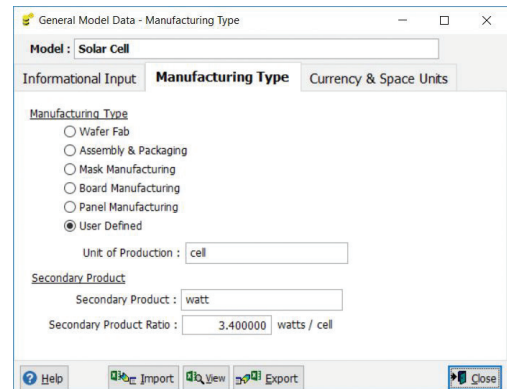 General Model Data - Manufacturing Type
Model : Solar Cell
Informational Input Manufacturing Type Currency & Space Units
Manufacturing Type
Wafer Fab
Assembly & Packaging
Mask Manufacturing
Board Manufacturing
Panel Manufacturing
User Defined
Unit of Production : cell
Secondary Product
Secondary Product : watt
Secondary Product Ratio : 3.400000 watts / cell
Help Import View Export Close